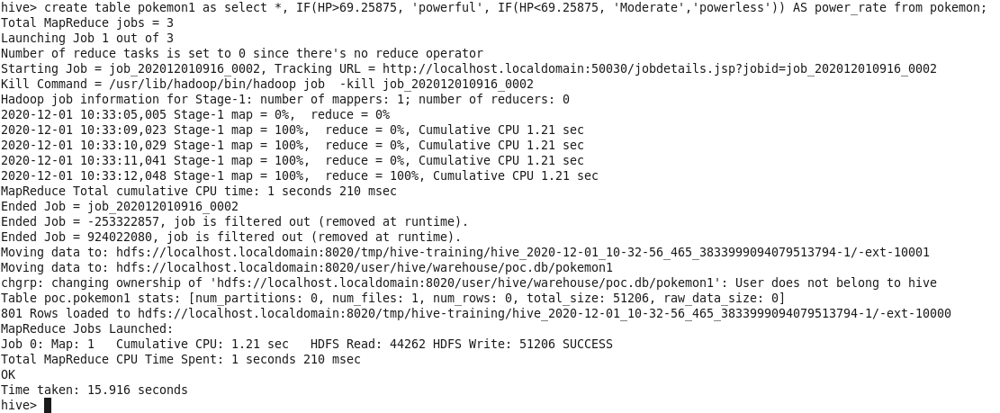 hive> create table pokemon1 as select *, IF(HP>69.25875, 'powerful', IF(HP<69.25875, 'Moderate','powerless')) AS power_rate from pokemon;
Total MapReduce jobs = 3
Launching Job 1 out of 3
Number of reduce tasks is set to 0 since there's no reduce operator
Starting Job = job_202012010916_0002, Tracking URL = http://localhost.localdomain:50030/jobdetails.jsp?jobid=job_202012010916_0002
Kill Command = /usr/lib/hadoop/bin/hadoop job  -kill job_202012010916_0002
Hadoop job information for Stage-1: number of mappers: 1; number of reducers: 0
2020-12-01 10:33:05,005 Stage-1 map = 0%,  reduce = 0%
2020-12-01 10:33:09,023 Stage-1 map = 100%,  reduce = 0%, Cumulative CPU 1.21 sec
2020-12-01 10:33:10,029 Stage-1 map = 100%,  reduce = 0%, Cumulative CPU 1.21 sec
2020-12-01 10:33:11,041 Stage-1 map = 100%,  reduce = 0%, Cumulative CPU 1.21 sec
2020-12-01 10:33:12,048 Stage-1 map = 100%,  reduce = 100%, Cumulative CPU 1.21 sec
MapReduce Total cumulative CPU time: 1 seconds 210 msec
Ended Job = job_202012010916_0002
Ended Job = -253322857, job is filtered out (removed at runtime).
Ended Job = 924022080, job is filtered out (removed at runtime).
Moving data to: hdfs://localhost.localdomain:8020/tmp/hive-training/hive_2020-12-01_10-32-56_465_3833999094079513794-1/-ext-10001
Moving data to: hdfs://localhost.localdomain:8020/user/hive/warehouse/poc.db/pokemon1
chgrp: changing ownership of 'hdfs://localhost.localdomain:8020/user/hive/warehouse/poc.db/pokemon1': User does not belong to hive
Table poc.pokemon1 stats: [num_partitions: 0, num_files: 1, num_rows: 0, total_size: 51206, raw_data_size: 0]
801 Rows loaded to hdfs://localhost.localdomain:8020/tmp/hive-training/hive_2020-12-01_10-32-56_465_3833999094079513794-1/-ext-10000
MapReduce Jobs Launched:
Job 0: Map: 1   Cumulative CPU: 1.21 sec   HDFS Read: 44262 HDFS Write: 51206 SUCCESS
Total MapReduce CPU Time Spent: 1 seconds 210 msec
OK
Time taken: 15.916 seconds
hive>